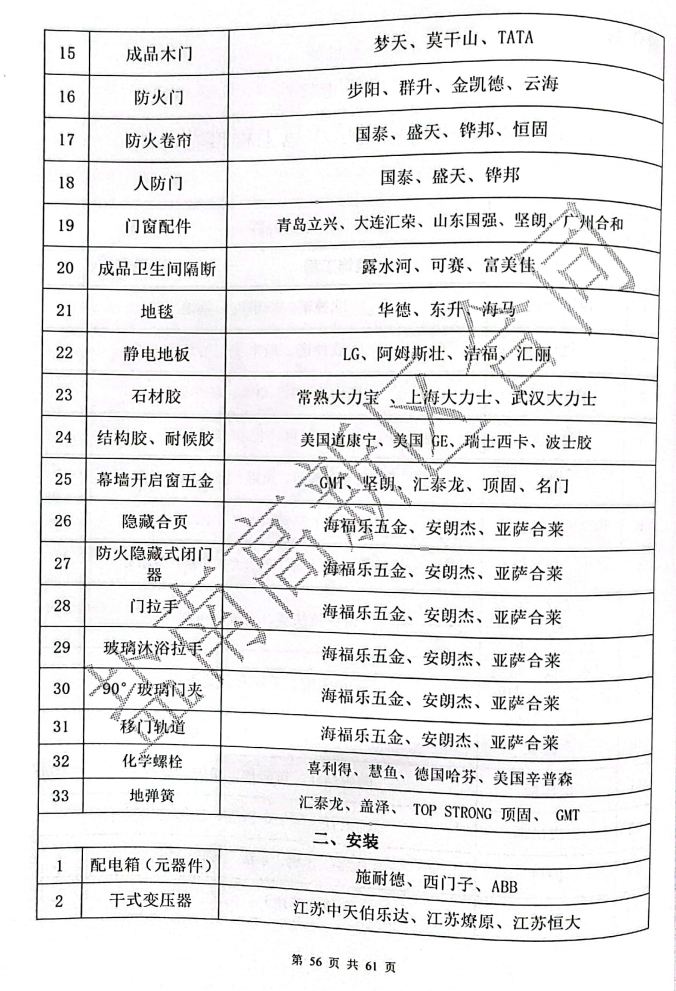 15 成品木门 梦天、莫干山、TATA
16 防火门 步阳、群升、金凯德、云海
17 防火卷帘 国泰、盛天、铧邦、恒固
18 人防门 国泰、盛天、铧邦
19 门窗配件 青岛立兴、大连汇荣、山东国强、坚朗、广州合和
20 成品卫生间隔断 露水河、可赛、富美佳
21 地毯 华德、东升、海马
22 静电地板 LG、阿姆斯壮、洁福、汇丽
23 石材胶 常熟大力宝 、上海大力士、武汉大力士
24 结构胶、耐候胶 美国道康宁、美国 GE、瑞士西卡、波士胶
25 幕墙开启窗五金 GMT、坚朗、汇泰龙、顶固、名门
26 隐藏合页 海福乐五金、安朗杰、亚萨合莱
27 防火隐藏式闭门
器 海福乐五金、安朗杰、亚萨合莱
28 门拉手 海福乐五金、安朗杰、亚萨合莱
29 玻璃沐浴拉手 海福乐五金、安朗杰、亚萨合莱
30 90°/玻璃门夹 海福乐五金、安朗杰、亚萨合莱
31 移门轨道 海福乐五金、安朗杰、亚萨合莱
32 化学螺栓 喜利得、慧鱼、德国哈芬、美国辛普森
33 地弹簧 汇泰龙、盖泽、 TOP STRONG 顶固、 GMT
二、安装
1 配电箱（元器件） 施耐德、西门子、ABB
2 干式变压器 江苏中天伯乐达、江苏燎原、江苏恒大
第 56 页 共 61 页
盐南高新区合同